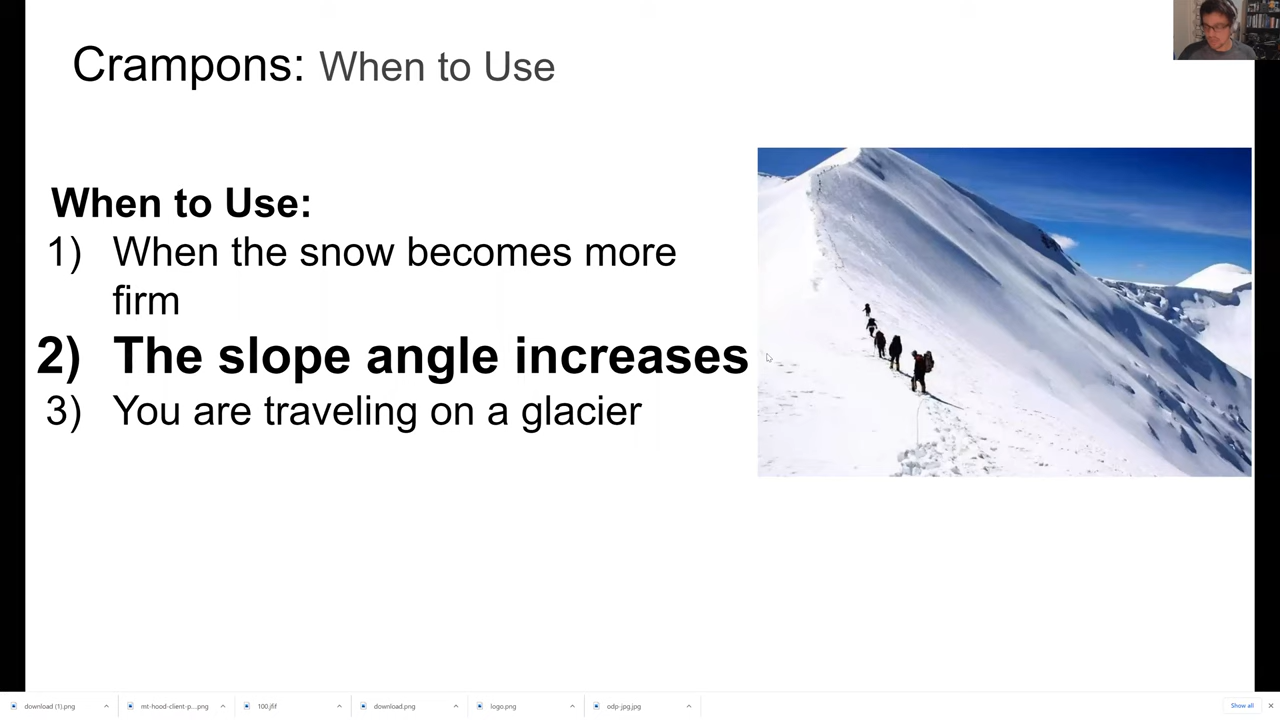 Crampons: When to Use
When to Use:
1) When the snow becomes more
firm
2) The slope angle increases
3) You are traveling on a glacier
download (1).png
mt-hood-client-p....png
100.jfif
download.png
logo.png
odp-jpg.jpg
Show all